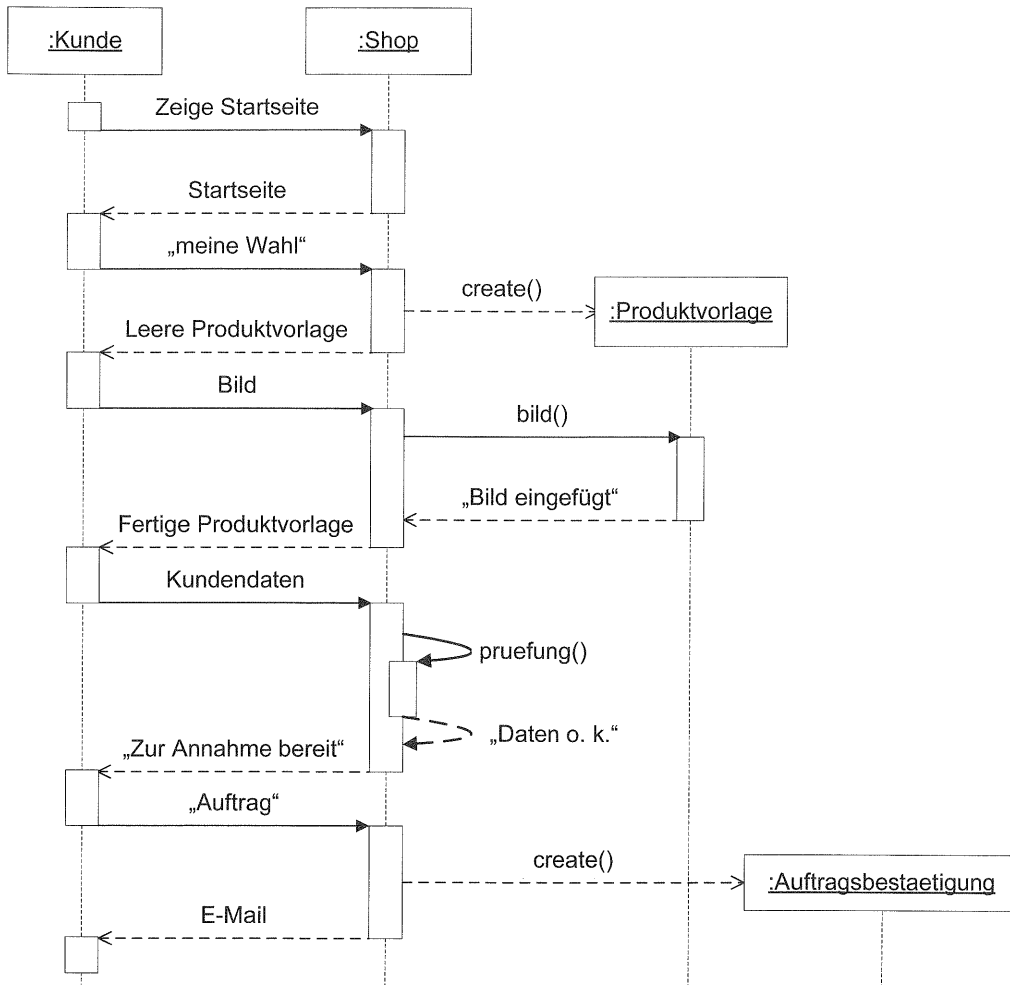 :Kunde
:Shop
Zeige Startseite
Startseite
„meine Wahl“
create()
:Produktvorlage
Leere Produktvorlage
Bild
bild()
„Bild eingefügt“
Fertige Produktvorlage
Kundendaten
pruefung()
„Daten o. k.“
„Zur Annahme bereit“
„Auftrag“
create()
:Auftragsbestaetigung
E-Mail